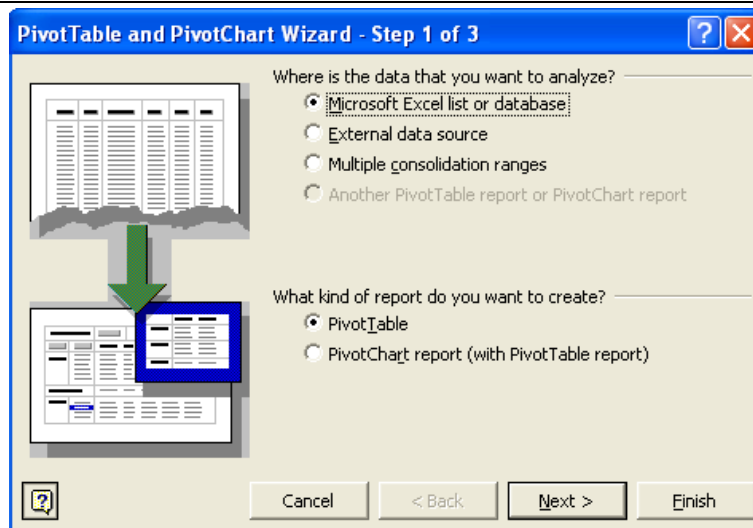 PivotTable and PivotChart Wizard - Step 1 of 3
Where is the data that you want to analyze?
Microsoft Excel list or database
External data source
Multiple consolidation ranges
Another PivotTable report or PivotChart report
What kind of report do you want to create?
PivotTable
PivotChart report (with PivotTable report)
Cancel
< Back
Next >
Finish